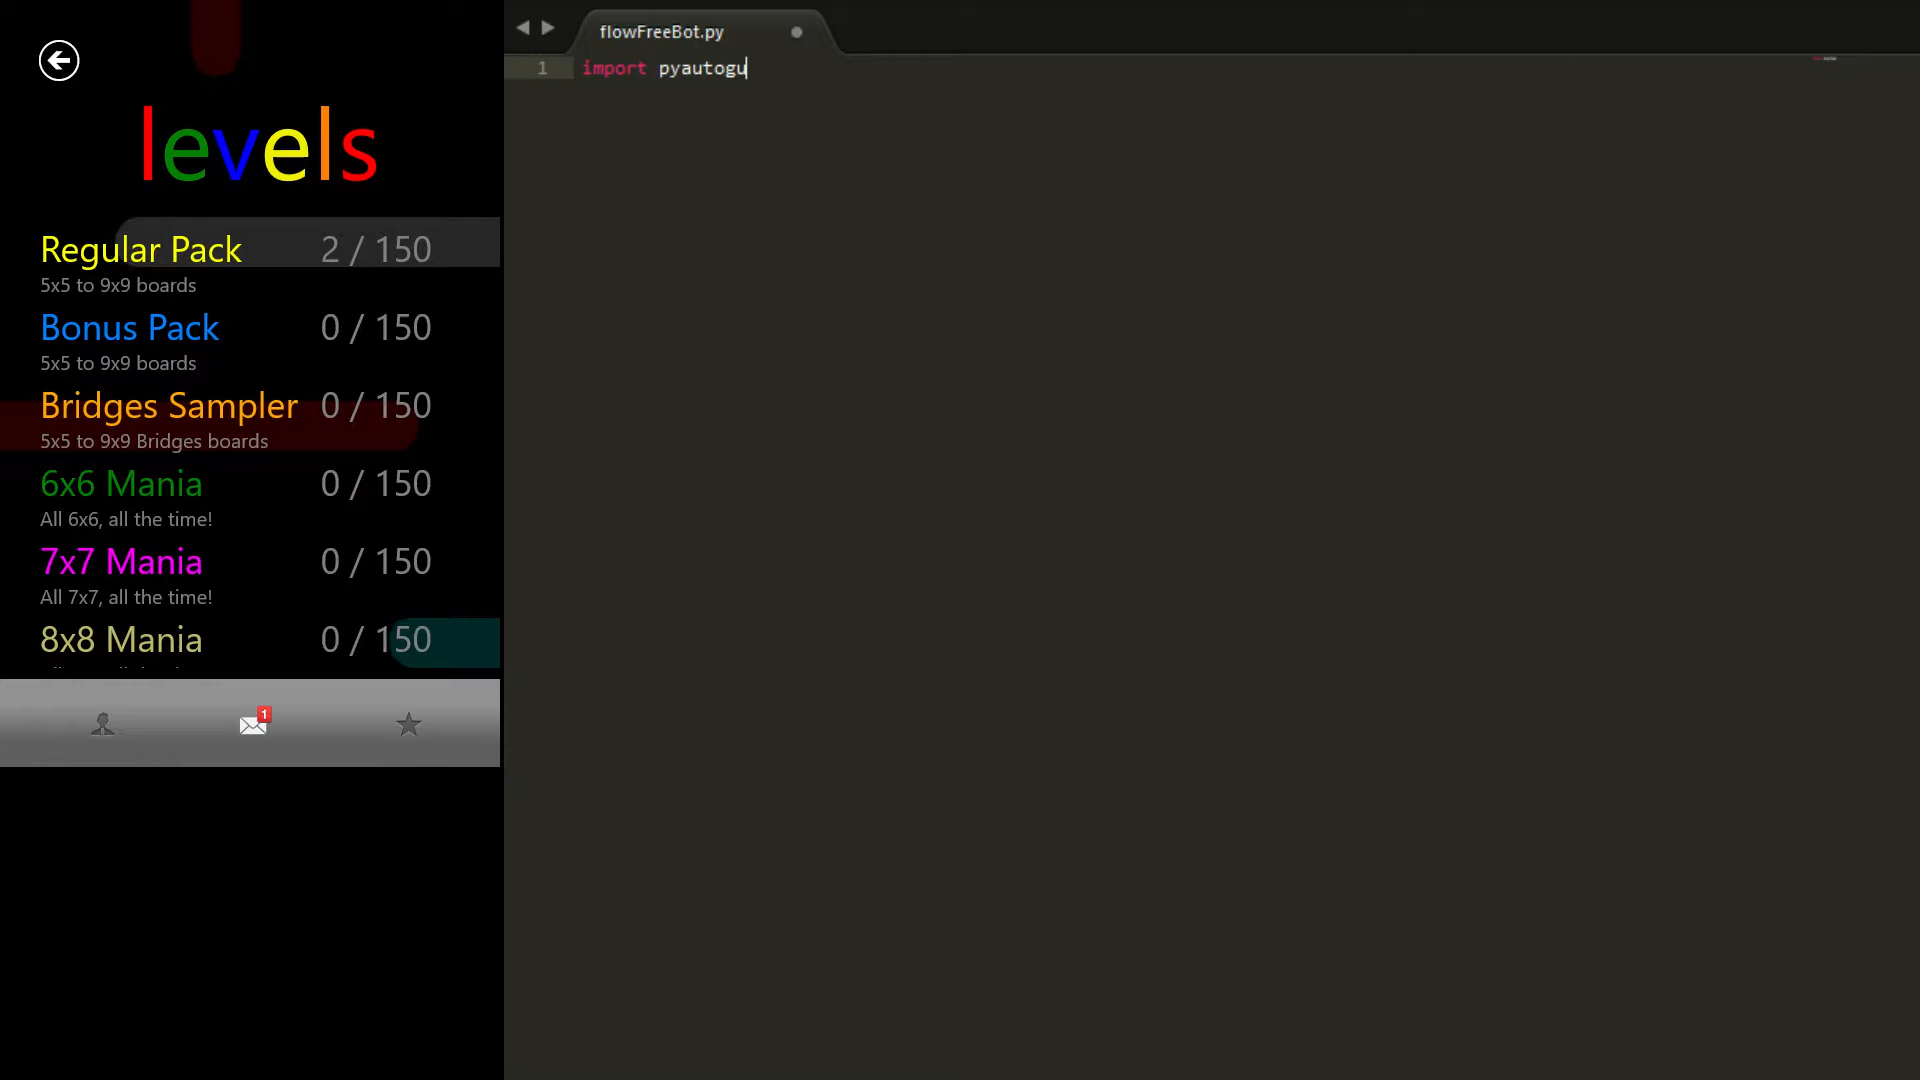 levels
Regular Pack 2 / 150
5x5 to 9x9 boards
Bonus Pack 0 / 150
5x5 to 9x9 boards
Bridges Sampler 0 / 150
5x5 to 9x9 Bridges boards
6x6 Mania 0 / 150
All 6x6, all the time!
7x7 Mania 0 / 150
All 7x7, all the time!
8x8 Mania 0 / 150
1
flowFreeBot.py
1 import pyautogu